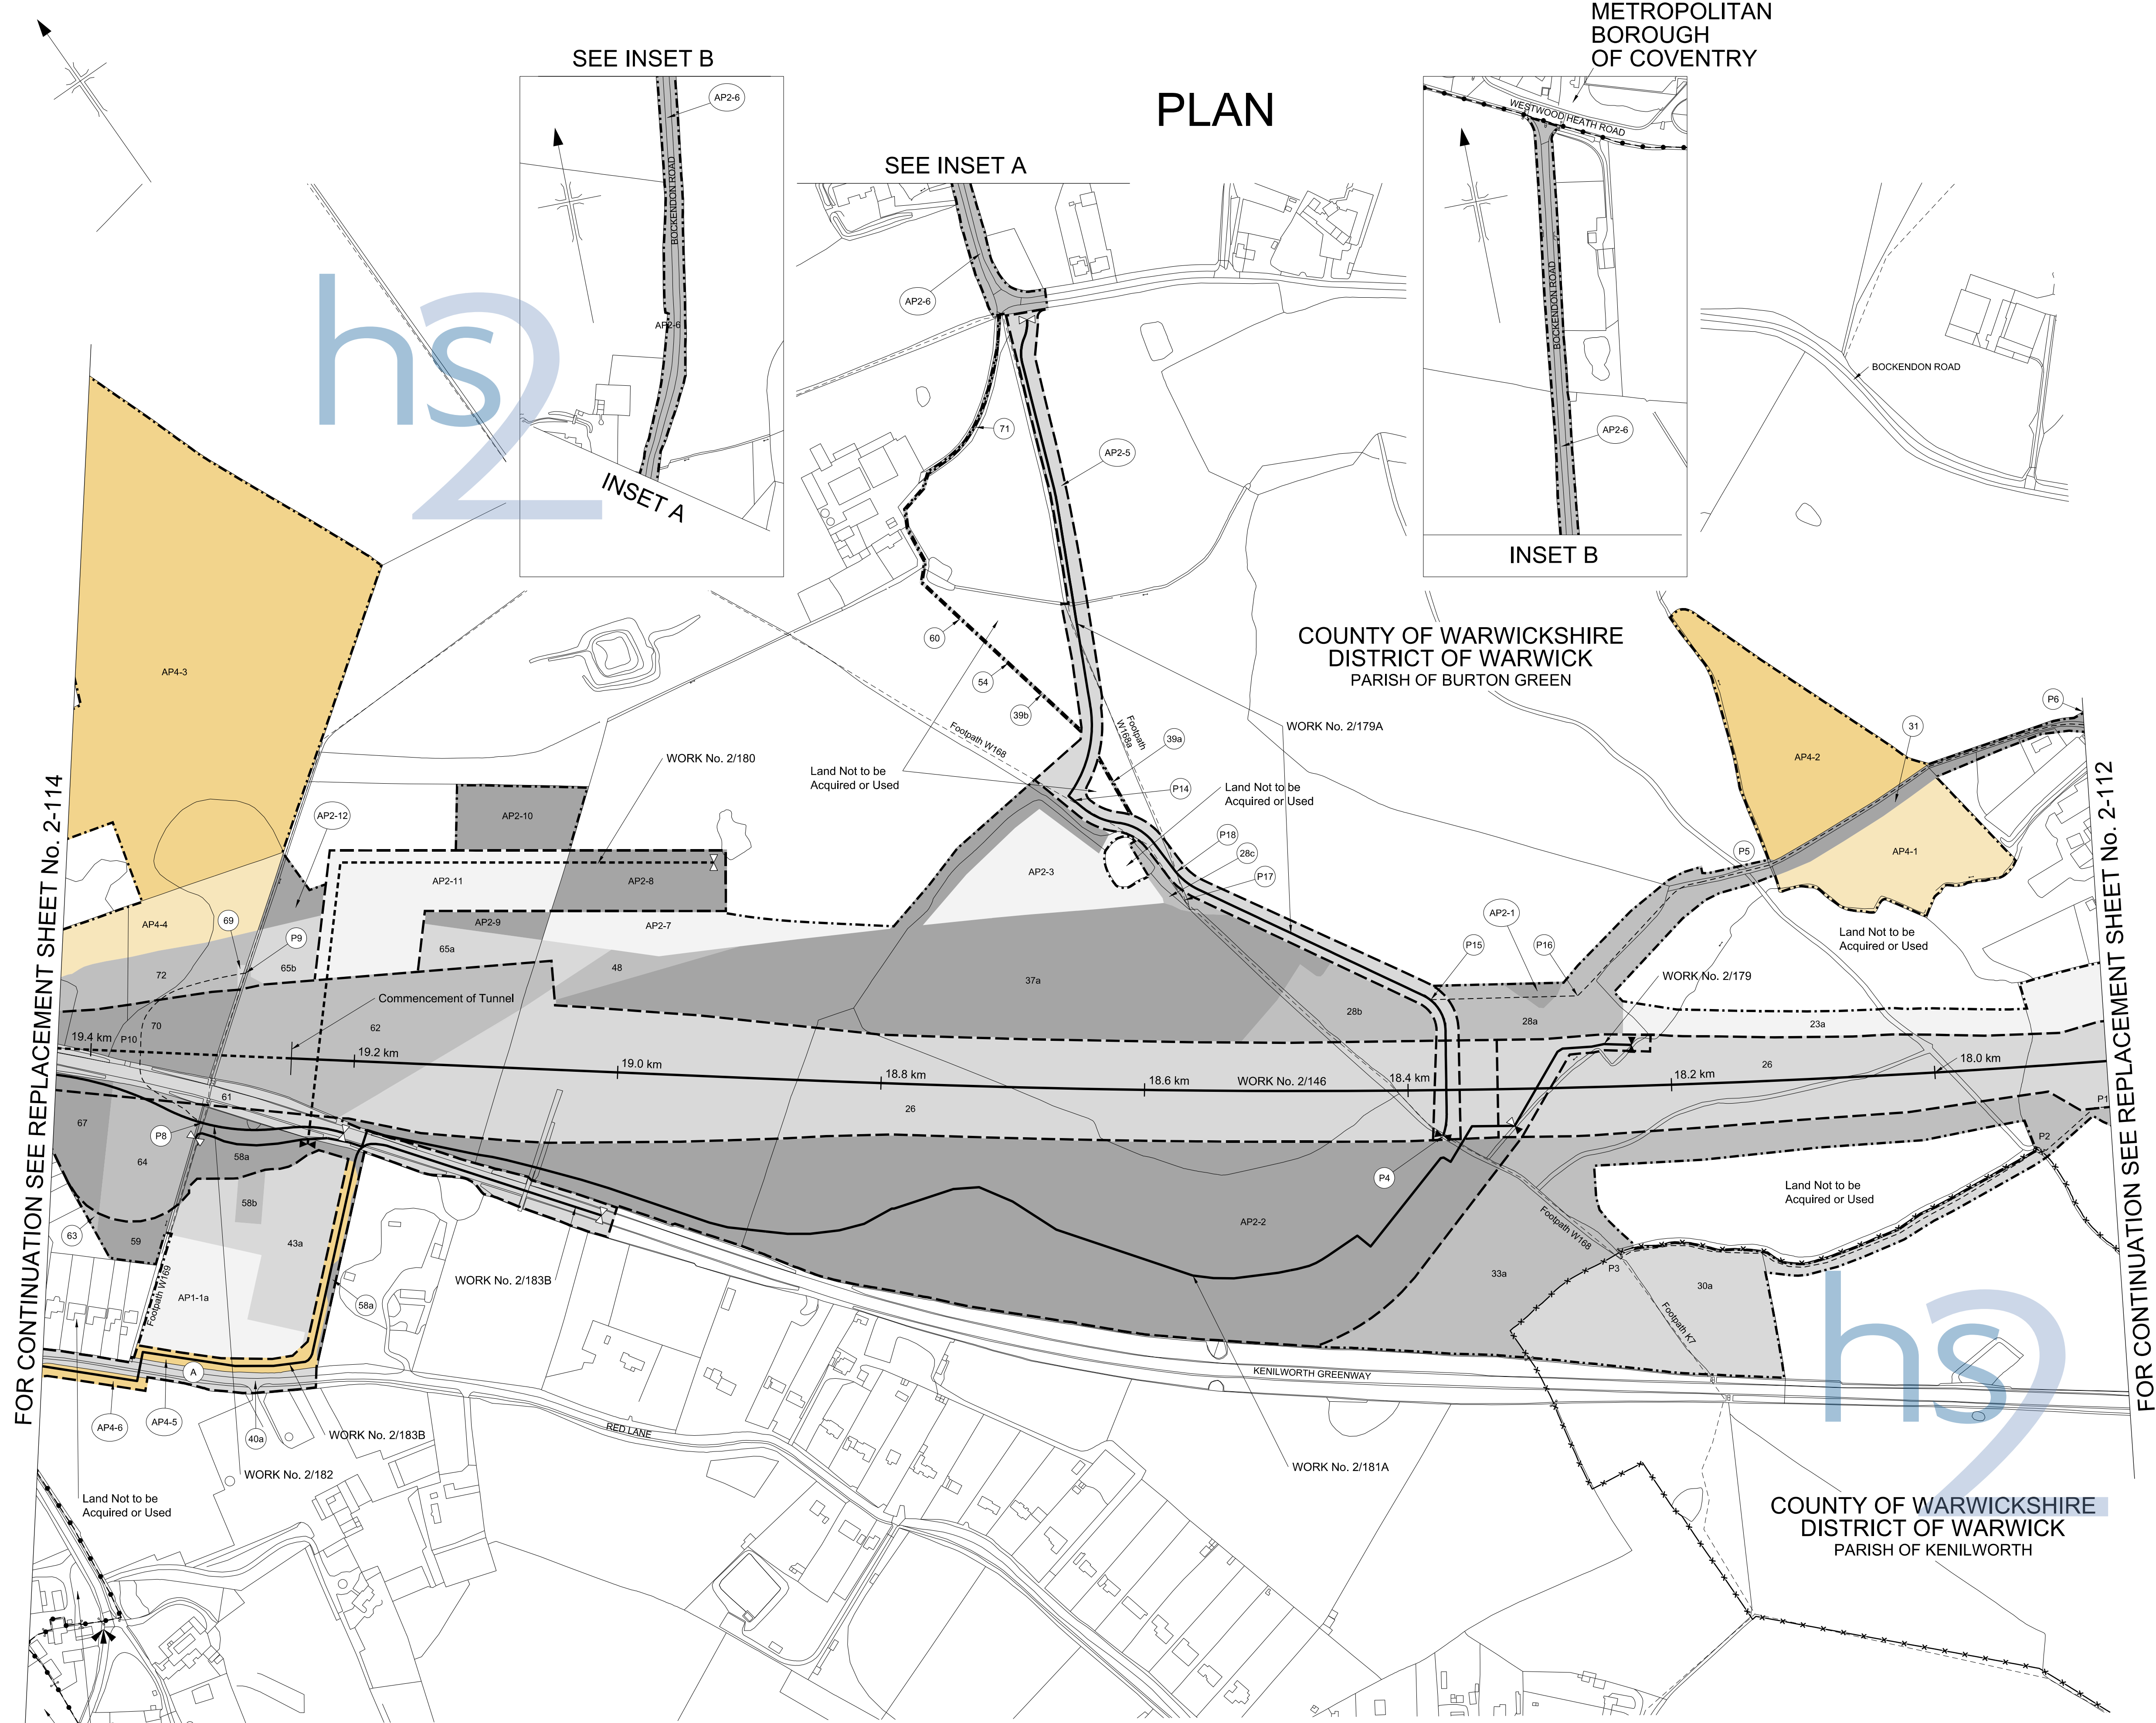 METROPOLITAN
BOROUGH
OF COVENTRY
SEE INSET B
PLAN
AP2-6
BOCKENDON ROAD
AP2-6
INSET A
SEE INSET A
AP2-6
WESTWOOD HEATH ROAD
BOCKENDON ROAD
AP2-6
INSET B
BOCKENDON ROAD
hs2
71
AP2-5
60
54
39b
COUNTY OF WARWICKSHIRE
DISTRICT OF WARWICK
PARISH OF BURTON GREEN
AP4-3
Footpath W168
Footpath
W168a
39a
WORK No. 2/179A
P6
31
AP4-2
WORK No. 2/180
Land Not to be
Acquired or Used
P14
Land Not to be
Acquired or Used
AP2-12
AP2-10
P18
28c
P17
P5
AP4-1
AP2-11
AP2-8
AP2-3
FOR CONTINUATION SEE REPLACEMENT SHEET No. 2-114
FOR CONTINUATION SEE REPLACEMENT SHEET No. 2-112
AP4-4
69
P9
AP2-9
AP2-7
AP2-1
P15
P16
Land Not to be
Acquired or Used
72
65b
65a
48
37a
WORK No. 2/179
Commencement of Tunnel
70
62
28b
28a
23a
19.4 km
P10
19.2 km
19.0 km
18.8 km
18.6 km
WORK No. 2/146
18.4 km
18.2 km
26
18.0 km
61
26
P1
67
P8
64
58a
P2
P4
58b
Land Not to be
Acquired or Used
63
59
43a
AP2-2
Footpath W168
AP1-1a
Footpath W169
58a
WORK No. 2/183B
33a
P3
30a
Footpath K7
A
KENILWORTH GREENWAY
AP4-6
AP4-5
40a
WORK No. 2/183B
RED LANE
WORK No. 2/182
WORK No. 2/181A
hs2
Land Not to be
Acquired or Used
COUNTY OF WARWICKSHIRE
DISTRICT OF WARWICK
PARISH OF KENILWORTH